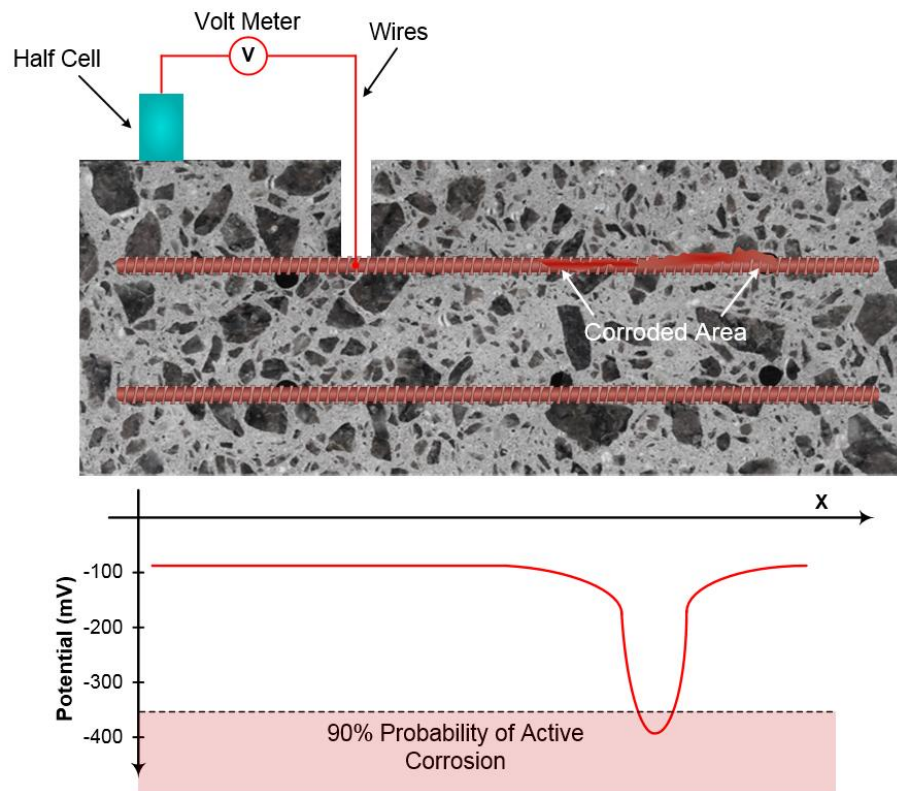 Volt Meter
Wires
V
Half Cell
Corroded Area
X
-100
-200
-300
-400
Potential (mV)
90% Probability of Active
Corrosion